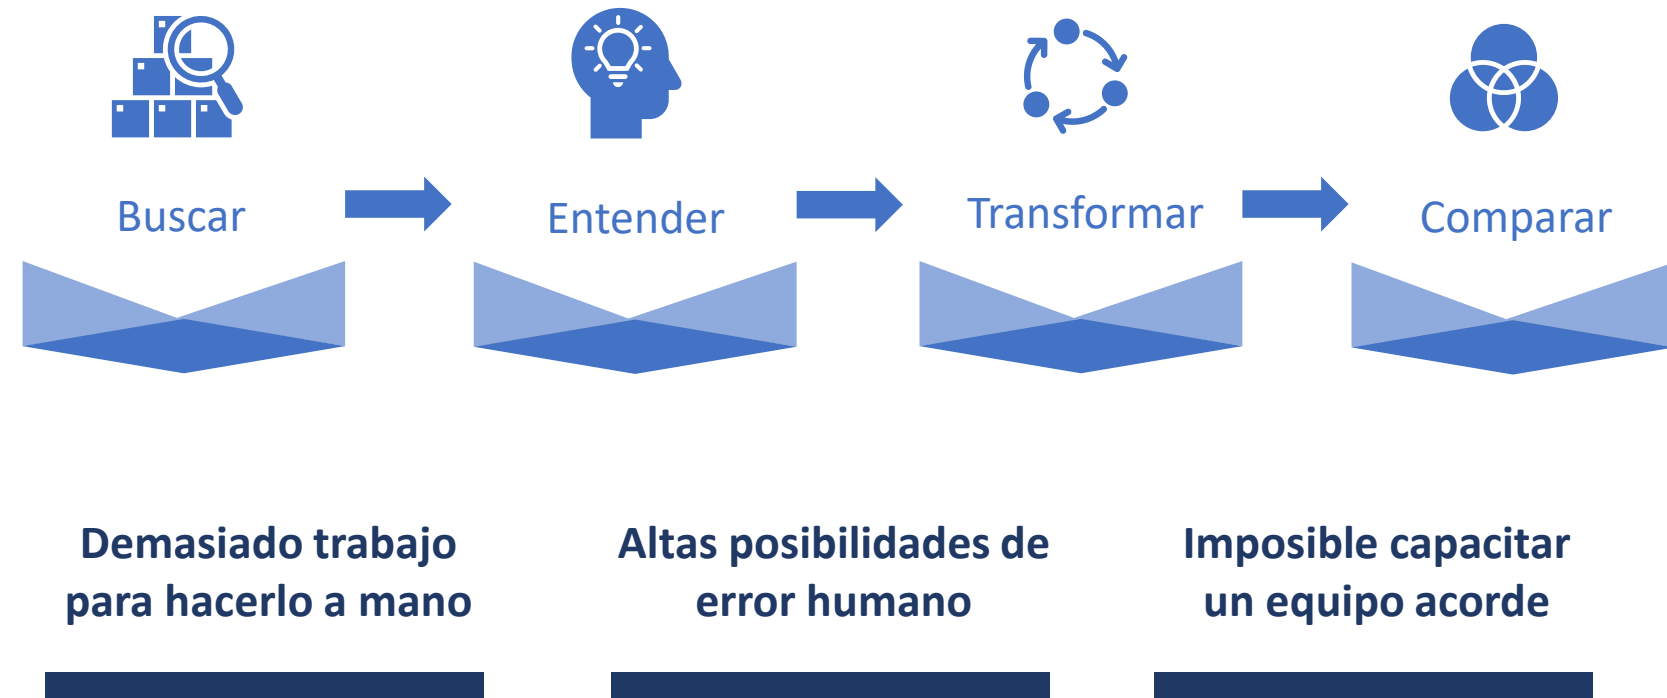 Buscar
Entender
Transformar
Comparar
Demasiado trabajo
para hacerlo a mano
Altas posibilidades de
error humano
Imposible capacitar
un equipo acorde